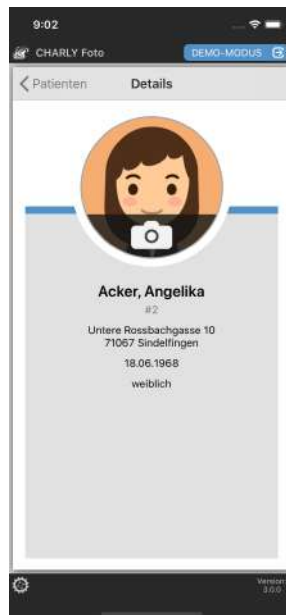 9:02
CHARLY Foto
DEMO-MODUS
Patienten
Details
Acker, Angelika
#2
Untere Rossbachgasse 10
71067 Sindelfingen
18.06.1968
weiblich
Version
3.0.0